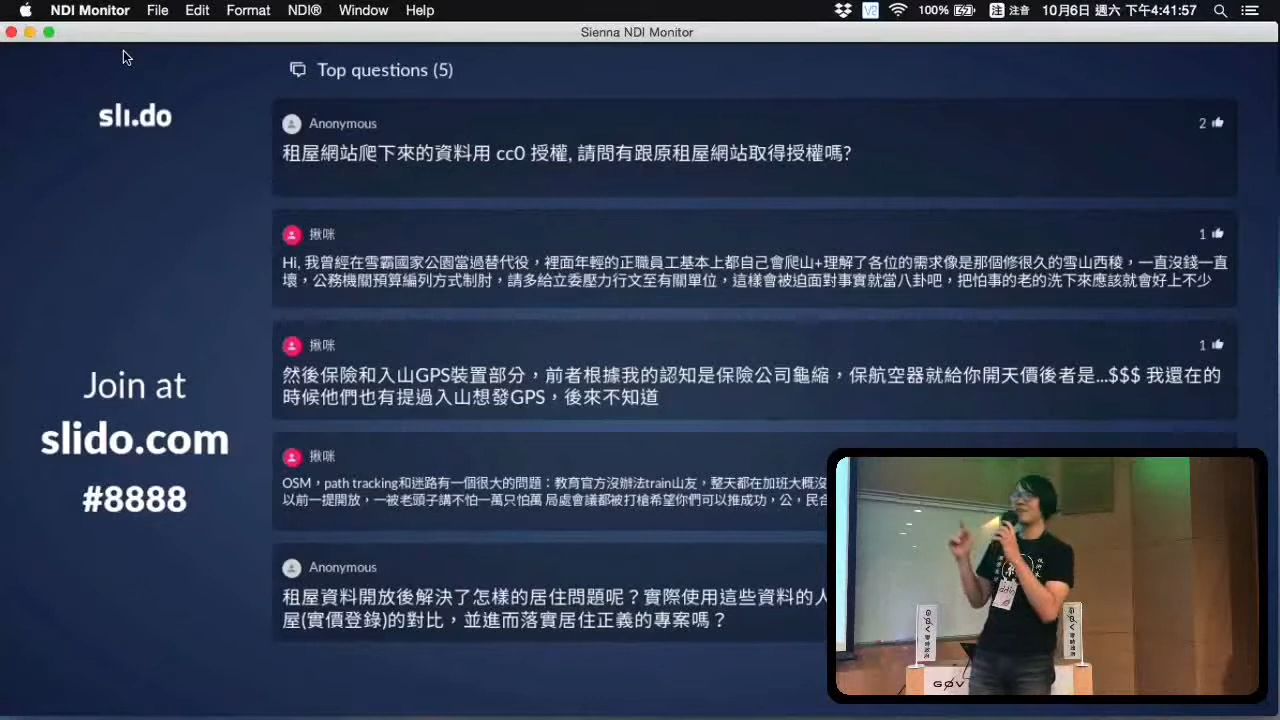 NDI Monitor File Edit Format NDI® Window Help
V2 100% 注 注音 10月6日 週六 下午4:41:57
Sienna NDI Monitor
Top questions (5)
sli.do
Anonymous
2
租屋網站爬下來的資料用 cc0 授權, 請問有跟原租屋網站取得授權嗎?
揪咪
1
Hi, 我曾經在雪霸國家公園當過替代役，裡面年輕的正職員工基本上都自己會爬山+理解了各位的需求像是那個修很久的雪山西稜，一直沒錢一直
壞，公務機關預算編列方式制肘，請多給立委壓力行文至有關單位，這樣會被迫面對事實就當八卦吧，把怕事的老的洗下來應該就會好上不少
揪咪
1
然後保險和入山GPS裝置部分，前者根據我的認知是保險公司龜縮，保航空器就給你開天價後者是...$$$ 我還在的
時候他們也有提過入山想發GPS，後來不知道
Join at
slido.com
#8888
揪咪
OSM，path tracking和迷路有一個很大的問題：教育官方沒辦法train山友，整天都在加班大概沒
以前一提開放，一被老頭子講不怕一萬只怕萬 局處會議都被打槍希望你們可以推成功，公，民合
Anonymous
租屋資料開放後解決了怎樣的居住問題呢？實際使用這些資料的人
屋(實價登錄)的對比，並進而落實居住正義的專案嗎？
零時政府
零時政府
GØV